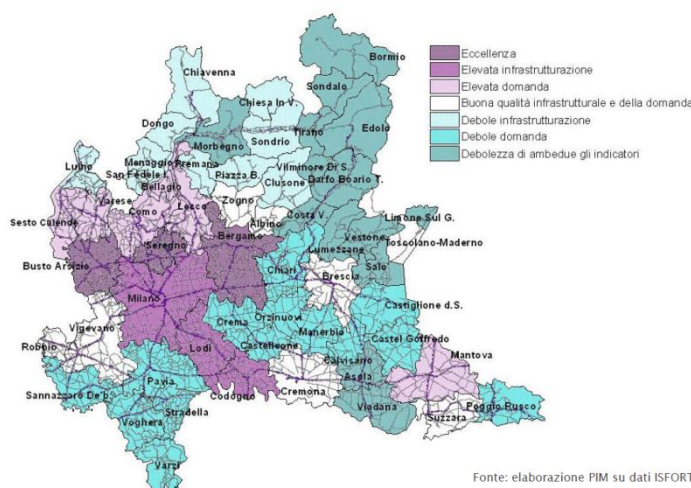 Eccellenza
Elevata infrastrutturazione
Elevata domanda
Buona qualità infrastrutturale e della domanda
Debole infrastrutturazione
Debole domanda
Debolezza di ambedue gli indicatori
Bormio
Chiavenna
Sondalo
Chiesa In V.
Dongo
Tirano
Edolo
Morbegno
Sondrio
Luino
Menaggio
Premana
San Fedele I.
Piazza B.
Vilminore Di S.
Bellagio
Clusone
Darfo Boario T.
Varese
Como
Lecco
Zogno
Sesto Calende
Albino
Costa V.
Limone Sul G.
Seregno
Bergamo
Lumezzane
Vestone
Toscolano-Maderno
Busto Arsizio
Chiari
Brescia
Salo
Milano
Castiglione d.S.
Vigevano
Crema
Orzinuovi
Manerbio
Castel Goffredo
Robbio
Lodi
Castelleone
Calvisano
Mantova
Sannazzaro De'b.
Pavia
Codogno
Cremona
Asola
Stradella
Viadana
Suzzara
Poggio Rusco
Voghera
Varzi
Fonte: elaborazione PIM su dati ISFORT